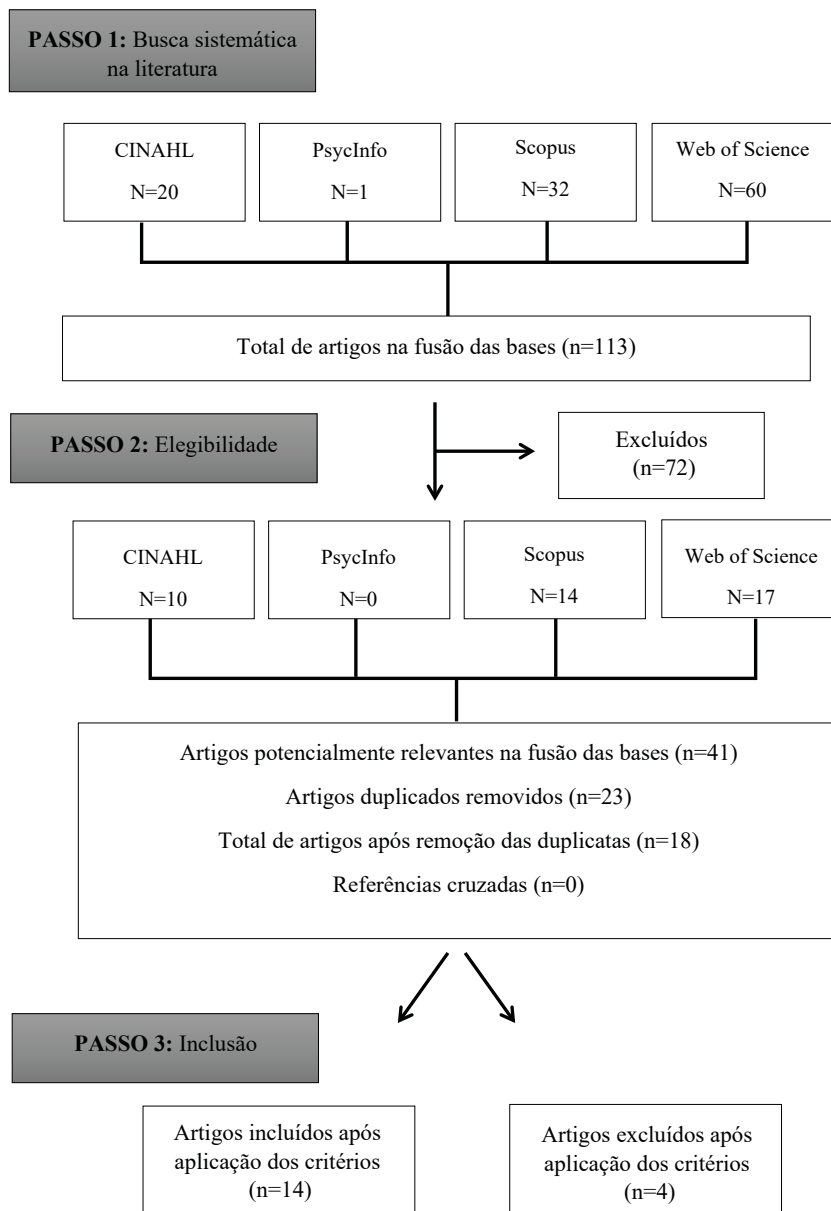 PASSO 1: Busca sistemática
na literatura
CINAHL
N=20
PsycInfo
N=1
Scopus
N=32
Web of Science
N=60
Total de artigos na fusão das bases (n=113)
PASSO 2: Elegibilidade
Excluídos
(n=72)
CINAHL
N=10
PsycInfo
N=0
Scopus
N=14
Web of Science
N=17
Artigos potencialmente relevantes na fusão das bases (n=41)
Artigos duplicados removidos (n=23)
Total de artigos após remoção das duplicatas (n=18)
Referências cruzadas (n=0)
PASSO 3: Inclusão
Artigos incluídos após
aplicação dos critérios
(n=14)
Artigos excluídos após
aplicação dos critérios
(n=4)